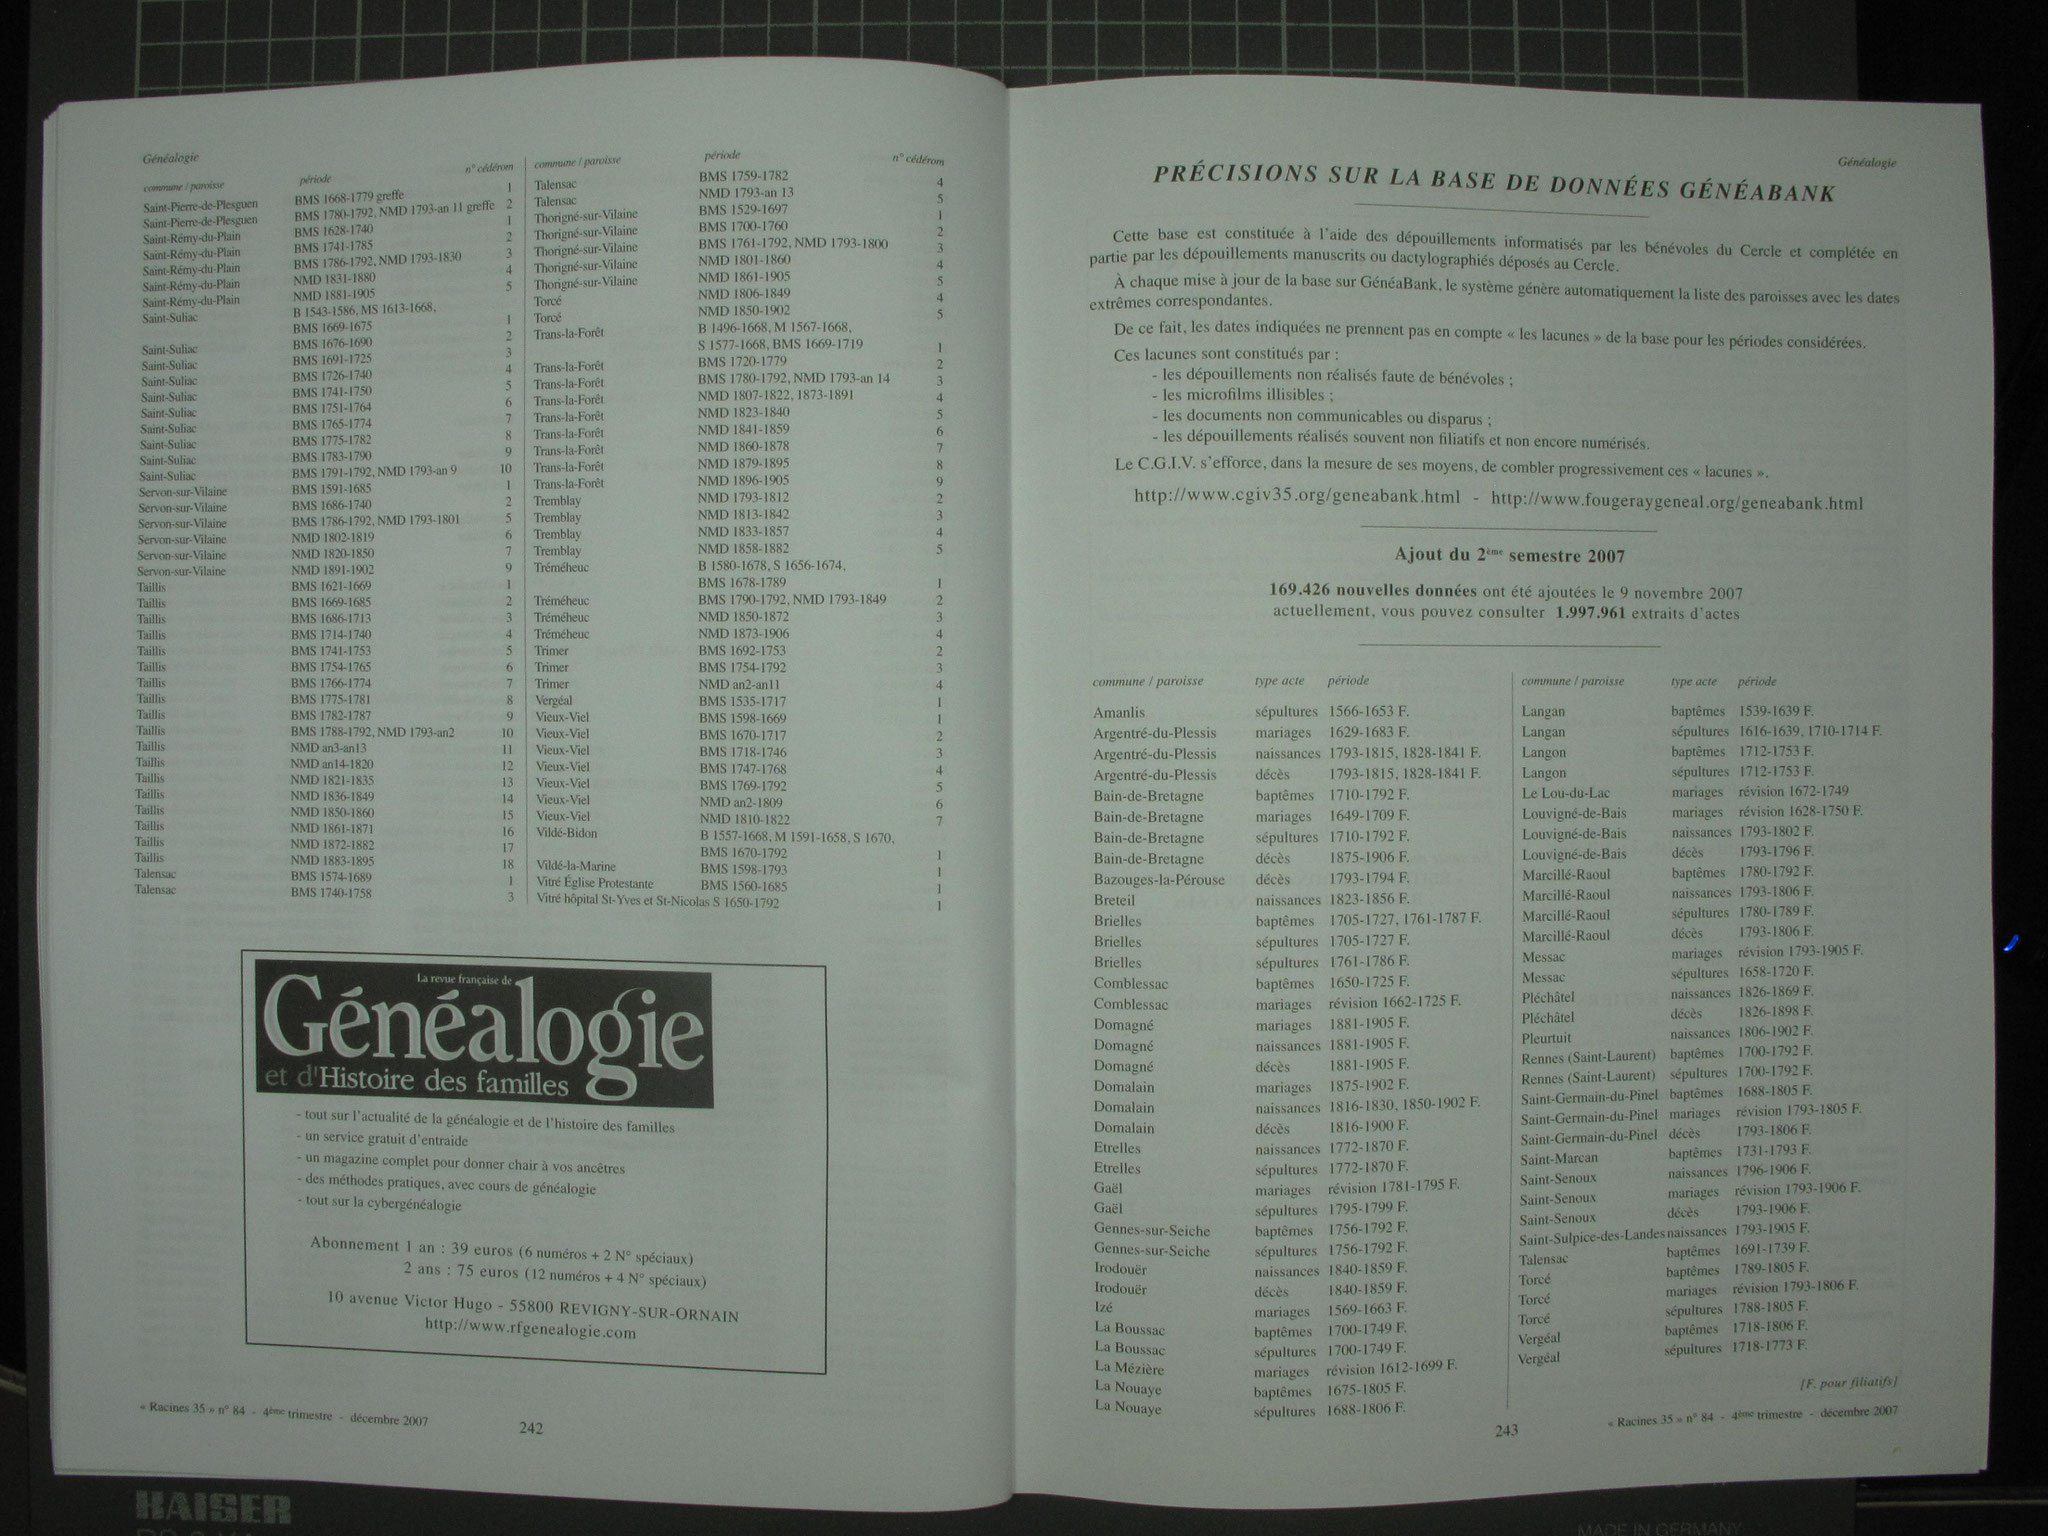 Généalogie
commune / paroisse période n° cédérom
Saint-Pierre-de-Plesguen BMS 1668-1779 greffe 1
Saint-Pierre-de-Plesguen BMS 1780-1792, NMD 1793-an 11 greffe 2
Saint-Rémy-du-Plain BMS 1628-1740 1
Saint-Rémy-du-Plain BMS 1741-1785 2
Saint-Rémy-du-Plain BMS 1786-1792, NMD 1793-1830 3
Saint-Rémy-du-Plain NMD 1831-1880 4
Saint-Rémy-du-Plain NMD 1881-1905 5
Saint-Suliac B 1543-1586, MS 1613-1668,
BMS 1669-1675 1
Saint-Suliac BMS 1676-1690 2
Saint-Suliac BMS 1691-1725 3
Saint-Suliac BMS 1726-1740 4
Saint-Suliac BMS 1741-1750 5
Saint-Suliac BMS 1751-1764 6
Saint-Suliac BMS 1765-1774 7
Saint-Suliac BMS 1775-1782 8
Saint-Suliac BMS 1783-1790 9
Saint-Suliac BMS 1791-1792, NMD 1793-an 9 10
Servon-sur-Vilaine BMS 1591-1685 1
Servon-sur-Vilaine BMS 1686-1740 2
Servon-sur-Vilaine BMS 1786-1792, NMD 1793-1801 5
Servon-sur-Vilaine NMD 1802-1819 6
Servon-sur-Vilaine NMD 1820-1850 7
Servon-sur-Vilaine NMD 1891-1902 9
Taillis BMS 1621-1669 1
Taillis BMS 1669-1685 2
Taillis BMS 1686-1713 3
Taillis BMS 1714-1740 4
Taillis BMS 1741-1753 5
Taillis BMS 1754-1765 6
Taillis BMS 1766-1774 7
Taillis BMS 1775-1781 8
Taillis BMS 1782-1787 9
Taillis BMS 1788-1792, NMD 1793-an2 10
Taillis NMD an3-an13 11
Taillis NMD an14-1820 12
Taillis NMD 1821-1835 13
Taillis NMD 1836-1849 14
Taillis NMD 1850-1860 15
Taillis NMD 1861-1871 16
Taillis NMD 1872-1882 17
Taillis NMD 1883-1895 18
Talensac BMS 1574-1689 1
Talensac BMS 1740-1758 3
commune / paroisse période n° cédérom
Talensac BMS 1759-1782 4
Talensac NMD 1793-an 13 5
Thorigné-sur-Vilaine BMS 1529-1697 1
Thorigné-sur-Vilaine BMS 1700-1760 2
Thorigné-sur-Vilaine BMS 1761-1792, NMD 1793-1800 3
Thorigné-sur-Vilaine NMD 1801-1860 4
Thorigné-sur-Vilaine NMD 1861-1905 5
Torcé NMD 1806-1849 4
Torcé NMD 1850-1902 5
Trans-la-Forêt B 1496-1668, M 1567-1668,
S 1577-1668, BMS 1669-1719 1
Trans-la-Forêt BMS 1720-1779 2
Trans-la-Forêt BMS 1780-1792, NMD 1793-an 14 3
Trans-la-Forêt NMD 1807-1822, 1873-1891 4
Trans-la-Forêt NMD 1823-1840 5
Trans-la-Forêt NMD 1841-1859 6
Trans-la-Forêt NMD 1860-1878 7
Trans-la-Forêt NMD 1879-1895 8
Trans-la-Forêt NMD 1896-1905 9
Tremblay NMD 1793-1812 2
Tremblay NMD 1813-1842 3
Tremblay NMD 1833-1857 4
Tremblay NMD 1858-1882 5
Tréméheuc B 1580-1678, S 1656-1674,
BMS 1678-1789 1
Tréméheuc BMS 1790-1792, NMD 1793-1849 2
Tréméheuc NMD 1850-1872 3
Tréméheuc NMD 1873-1906 4
Trimer BMS 1692-1753 2
Trimer BMS 1754-1792 3
Trimer NMD an2-an11 4
Vergéal BMS 1535-1717 1
Vieux-Viel BMS 1598-1669 1
Vieux-Viel BMS 1670-1717 2
Vieux-Viel BMS 1718-1746 3
Vieux-Viel BMS 1747-1768 4
Vieux-Viel BMS 1769-1792 5
Vieux-Viel NMD an2-1809 6
Vieux-Viel NMD 1810-1822 7
Vildé-Bidon B 1557-1668, M 1591-1658, S 1670,
BMS 1670-1792 1
Vildé-la-Marine BMS 1598-1793 1
Vitré Église Protestante BMS 1560-1685 1
Vitré hôpital St-Yves et St-Nicolas S 1650-1792 1
La revue française de
Généalogie
et d'Histoire des familles
- tout sur l'actualité de la généalogie et de l'histoire des familles
- un service gratuit d'entraide
- un magazine complet pour donner chair à vos ancêtres
- des méthodes pratiques, avec cours de généalogie
- tout sur la cybergénéalogie
Abonnement 1 an : 39 euros (6 numéros + 2 N° spéciaux)
2 ans : 75 euros (12 numéros + 4 N° spéciaux)
10 avenue Victor Hugo - 55800 REVIGNY-SUR-ORNAIN
http://www.rfgenealogie.com
« Racines 35 » n° 84 - 4ème trimestre - décembre 2007
242
Généalogie
PRÉCISIONS SUR LA BASE DE DONNÉES GÉNÉABANK
Cette base est constituée à l'aide des dépouillements informatisés par les bénévoles du Cercle et complétée en
partie par les dépouillements manuscrits ou dactylographiés déposés au Cercle.
À chaque mise à jour de la base sur GénéaBank, le système génère automatiquement la liste des paroisses avec les dates
extrêmes correspondantes.
De ce fait, les dates indiquées ne prennent pas en compte « les lacunes » de la base pour les périodes considérées.
Ces lacunes sont constitués par :
- les dépouillements non réalisés faute de bénévoles ;
- les microfilms illisibles ;
- les documents non communicables ou disparus ;
- les dépouillements réalisés souvent non filiatifs et non encore numérisés.
Le C.G.I.V. s'efforce, dans la mesure de ses moyens, de combler progressivement ces « lacunes ».
http://www.cgiv35.org/geneabank.html - http://www.fougeraygeneal.org/geneabank.html
Ajout du 2ème semestre 2007
169.426 nouvelles données ont été ajoutées le 9 novembre 2007
actuellement, vous pouvez consulter 1.997.961 extraits d'actes
commune / paroisse type acte période
Amanlis sépultures 1566-1653 F.
Argentré-du-Plessis mariages 1629-1683 F.
Argentré-du-Plessis naissances 1793-1815, 1828-1841 F.
Argentré-du-Plessis décès 1793-1815, 1828-1841 F.
Bain-de-Bretagne baptêmes 1710-1792 F.
Bain-de-Bretagne mariages 1649-1709 F.
Bain-de-Bretagne sépultures 1710-1792 F.
Bain-de-Bretagne décès 1875-1906 F.
Bazouges-la-Pérouse décès 1793-1794 F.
Breteil naissances 1823-1856 F.
Brielles baptêmes 1705-1727, 1761-1787 F.
Brielles sépultures 1705-1727 F.
Brielles sépultures 1761-1786 F.
Comblessac baptêmes 1650-1725 F.
Comblessac mariages révision 1662-1725 F.
Domagné mariages 1881-1905 F.
Domagné naissances 1881-1905 F.
Domagné décès 1881-1905 F.
Domalain mariages 1875-1902 F.
Domalain naissances 1816-1830, 1850-1902 F.
Domalain décès 1816-1900 F.
Etrelles naissances 1772-1870 F.
Etrelles sépultures 1772-1870 F.
Gaël mariages révision 1781-1795 F.
Gaël sépultures 1795-1799 F.
Gennes-sur-Seiche baptêmes 1756-1792 F.
Gennes-sur-Seiche sépultures 1756-1792 F.
Irodouër naissances 1840-1859 F.
Irodouër décès 1840-1859 F.
Izé mariages 1569-1663 F.
La Boussac baptêmes 1700-1749 F.
La Boussac sépultures 1700-1749 F.
La Mézière mariages révision 1612-1699 F.
La Nouaye baptêmes 1675-1805 F.
La Nouaye sépultures 1688-1806 F.
commune / paroisse type acte période
Langan baptêmes 1539-1639 F.
Langan sépultures 1616-1639, 1710-1714 F.
Langon baptêmes 1712-1753 F.
Langon sépultures 1712-1753 F.
Le Lou-du-Lac mariages révision 1672-1749
Louvigné-de-Bais mariages révision 1628-1750 F.
Louvigné-de-Bais naissances 1793-1802 F.
Louvigné-de-Bais décès 1793-1796 F.
Marcillé-Raoul baptêmes 1780-1792 F.
Marcillé-Raoul naissances 1793-1806 F.
Marcillé-Raoul sépultures 1780-1789 F.
Marcillé-Raoul décès 1793-1806 F.
Messac mariages révision 1793-1905 F.
Messac sépultures 1658-1720 F.
Pléchâtel naissances 1826-1869 F.
Pléchâtel décès 1826-1898 F.
Pleurtuit naissances 1806-1902 F.
Rennes (Saint-Laurent) baptêmes 1700-1792 F.
Rennes (Saint-Laurent) sépultures 1700-1792 F.
Saint-Germain-du-Pinel baptêmes 1688-1805 F.
Saint-Germain-du-Pinel mariages révision 1793-1805 F.
Saint-Germain-du-Pinel décès 1793-1806 F.
Saint-Marcan baptêmes 1731-1793 F.
Saint-Senoux naissances 1796-1906 F.
Saint-Senoux mariages révision 1793-1906 F.
Saint-Senoux décès 1793-1906 F.
Saint-Sulpice-des-Landes naissances 1793-1905 F.
Talensac baptêmes 1691-1739 F.
Torcé baptêmes 1789-1805 F.
Torcé mariages révision 1793-1806 F.
Torcé sépultures 1788-1805 F.
Vergéal baptêmes 1718-1806 F.
Vergéal sépultures 1718-1773 F.
[F. pour filiatifs]
243
« Racines 35 » n° 84 - 4ème trimestre - décembre 2007
KAISER
MADE IN GERMANY